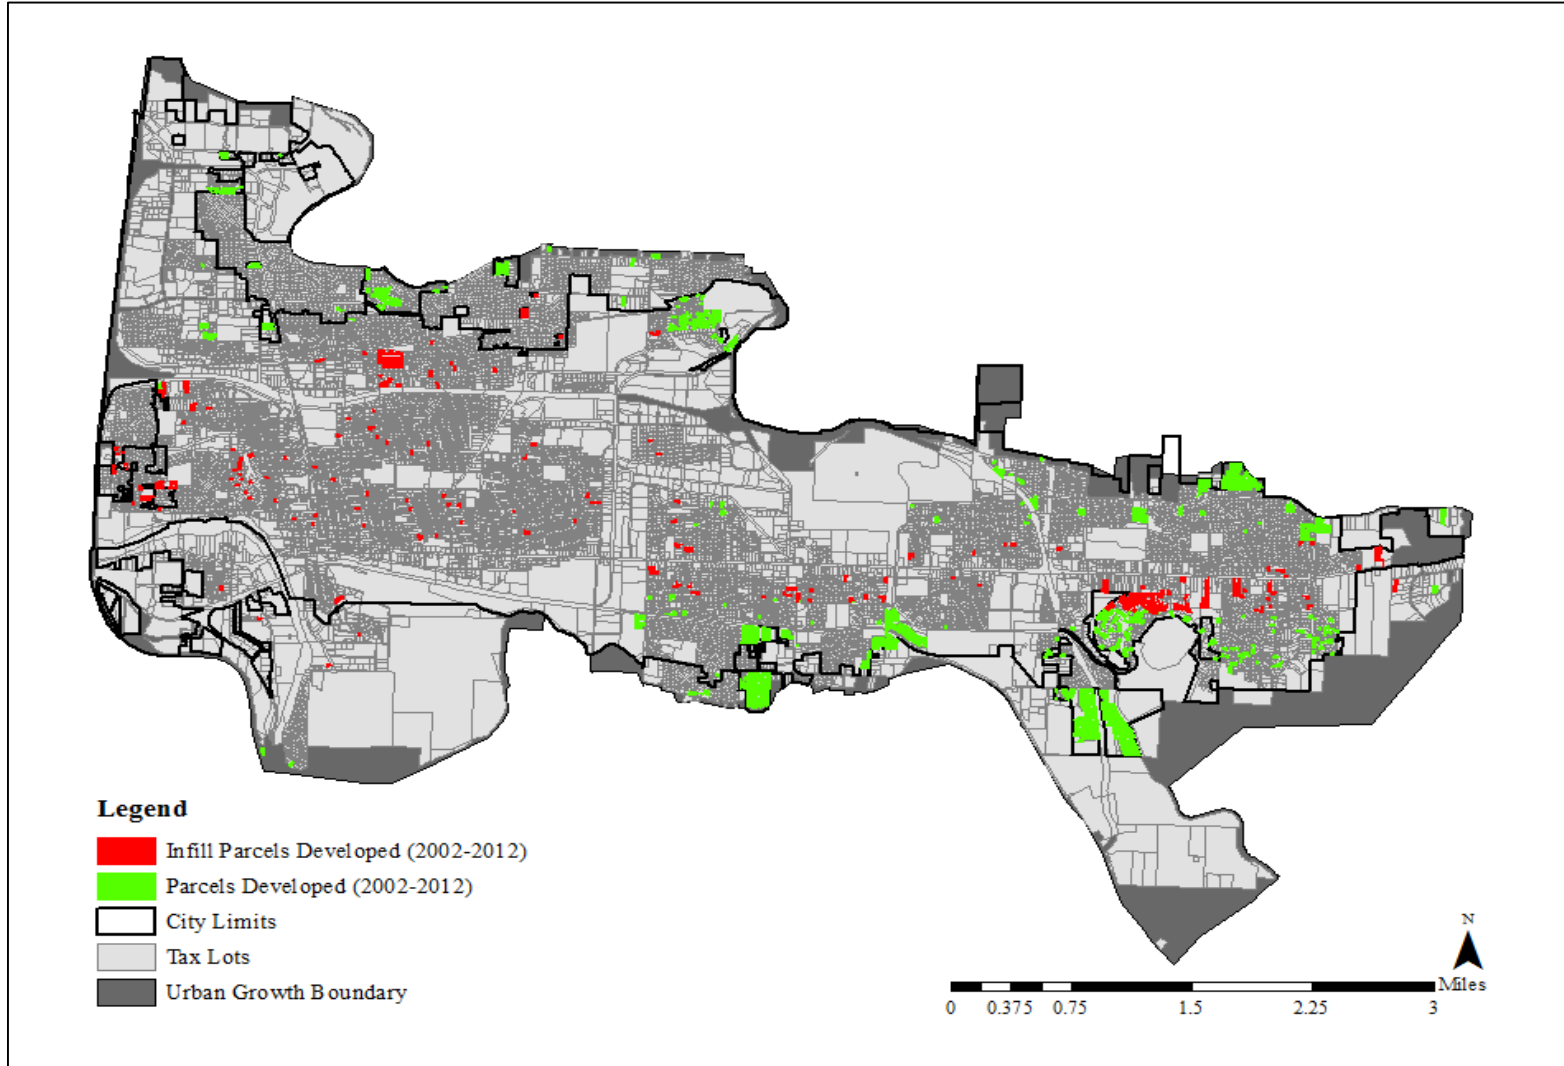 Legend
Infill Parcels Developed (2002-2012)
Parcels Developed (2002-2012)
City Limits
Tax Lots
Urban Growth Boundary
N
Miles
0 0.375 0.75 1.5 2.25 3